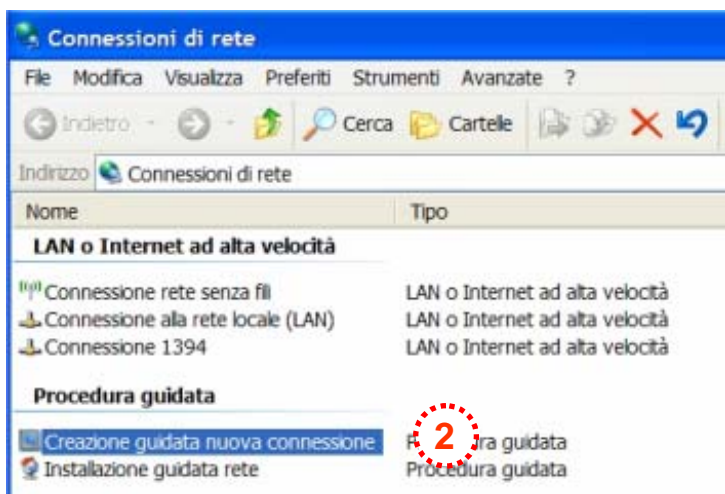 Connessioni di rete
File Modifica Visualizza Preferiti Strumenti Avanzate ?
Indietro Cerca Cartelle
Indirizzo Connessioni di rete
Nome Tipo
LAN o Internet ad alta velocità
Connessione rete senza fili LAN o Internet ad alta velocità
Connessione alla rete locale (LAN) LAN o Internet ad alta velocità
Connessione 1394 LAN o Internet ad alta velocità
Procedura guidata
Creazione guidata nuova connessione 2 guidata
Installazione guidata rete Procedura guidata